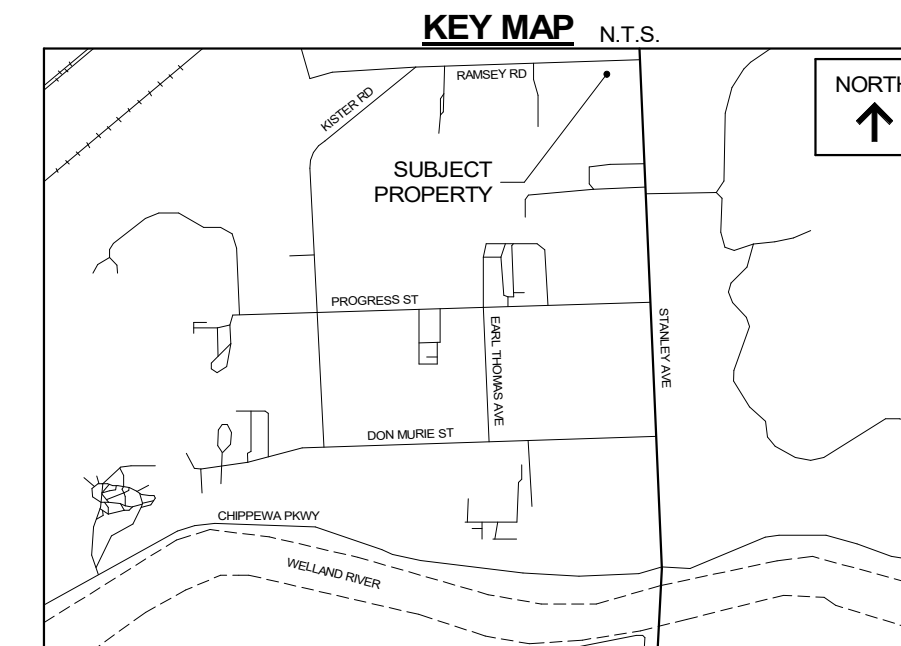 KEY MAP N.T.S.
RAMSEY RD
NORTH
KISTER RD
SUBJECT
PROPERTY
PROGRESS ST
EARL THOMAS AVE
STANLEY AVE
DON MURIE ST
CHIPPEWA PKWY
WELLAND RIVER